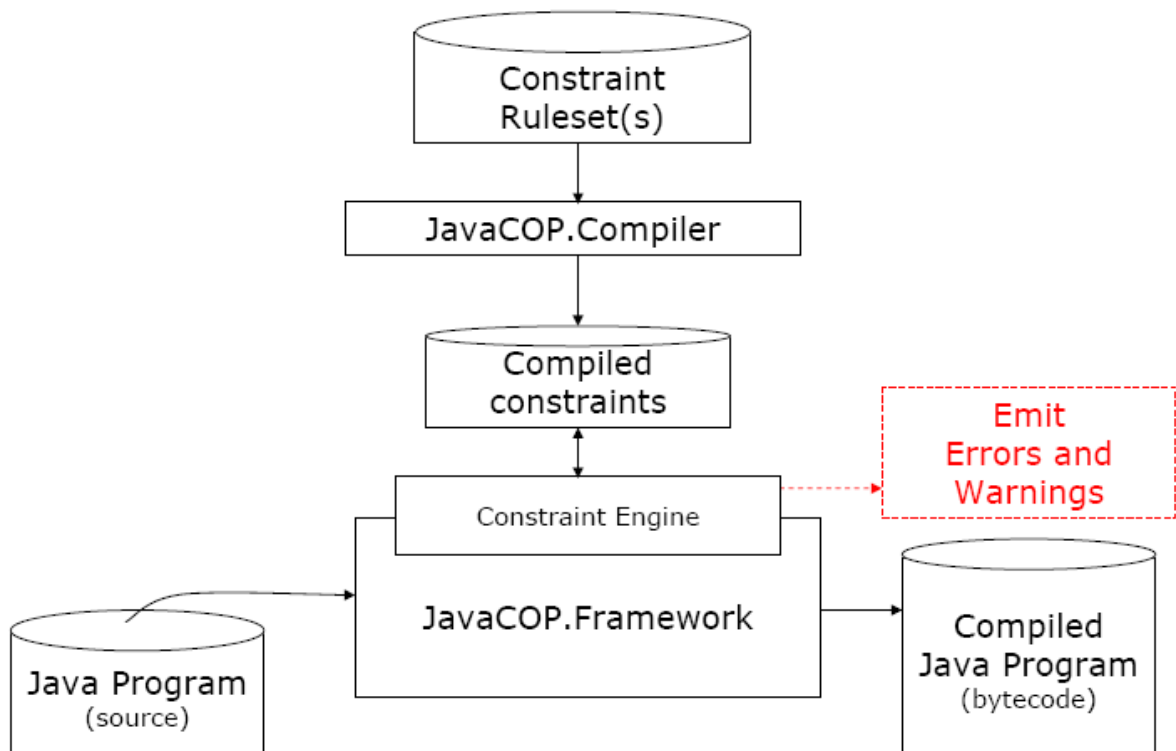 Constraint
Ruleset(s)
JavaCOP.Compiler
Compiled
constraints
Emit
Errors and
Warnings
Constraint Engine
JavaCOP.Framework
Java Program
(source)
Compiled
Java Program
(bytecode)